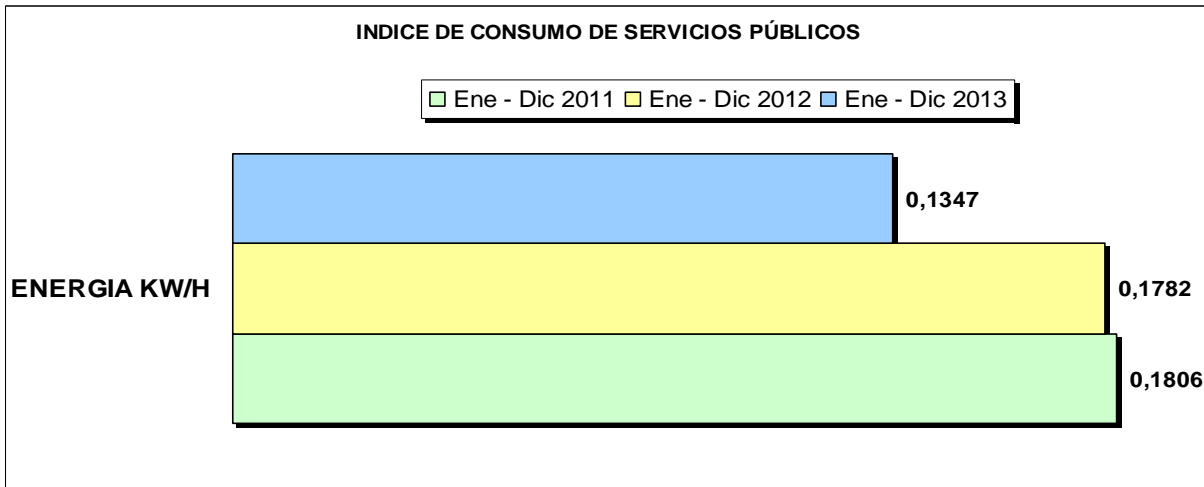 INDICE DE CONSUMO DE SERVICIOS PÚBLICOS
Ene - Dic 2011 Ene - Dic 2012 Ene - Dic 2013
0,1347
ENERGIA KW/H
0,1782
0,1806